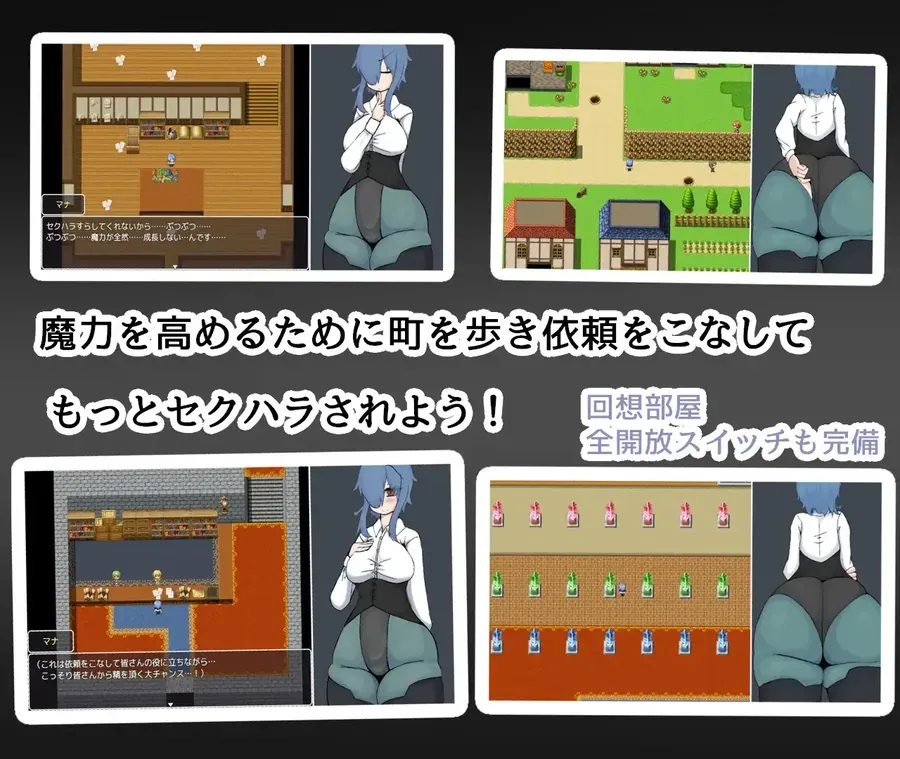 マナ
セクハラすらしてくれないから……ぶつぶつ……
ぶつぶつ……魔力が全然……成長しない…んです……
魔力を高めるために町を歩き依頼をこなして
もっとセクハラされよう！
回想部屋
全開放スイッチも完備
マナ
（これは依頼をこなして皆さんの役に立ちながら…
こっそり皆さんから精を頂く大チャンス…！）